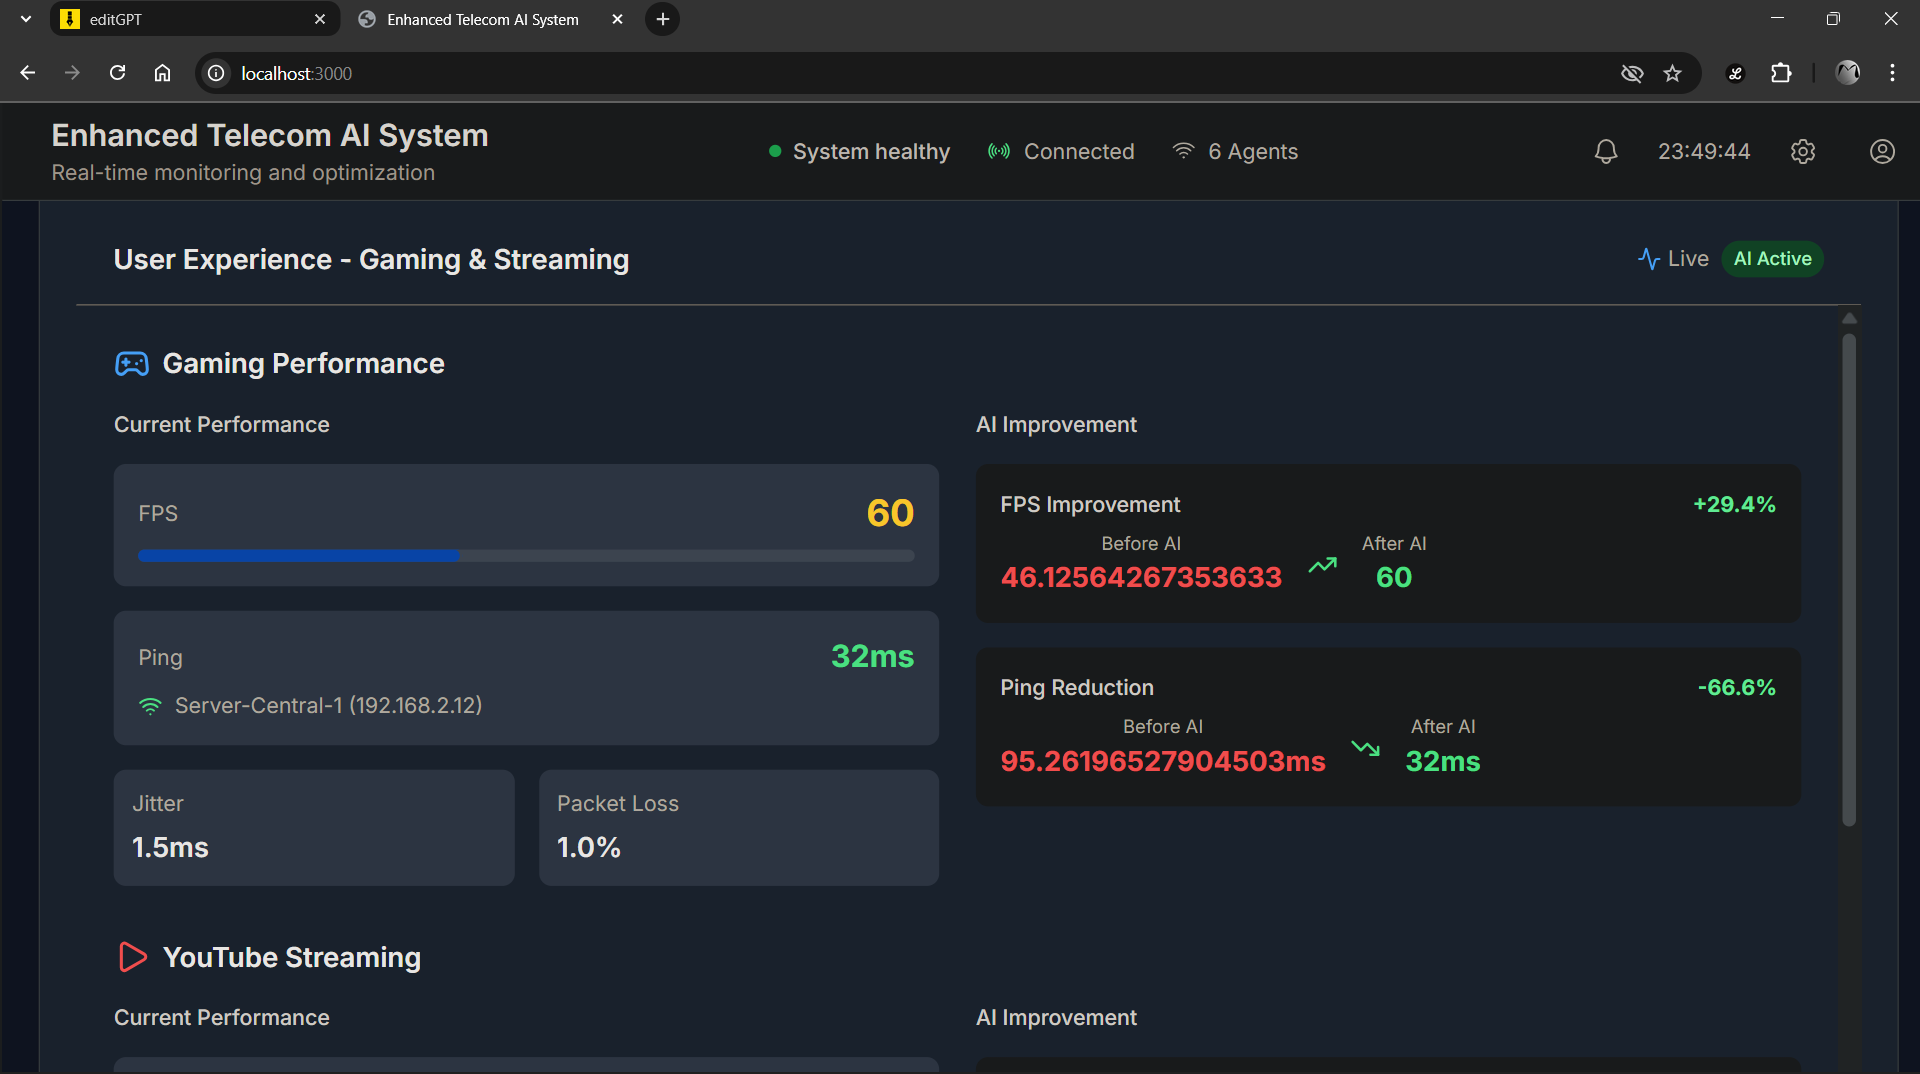 editGPT
Enhanced Telecom AI System
localhost:3000
Enhanced Telecom AI System
Real-time monitoring and optimization
System healthy
Connected
6 Agents
23:49:44
User Experience - Gaming & Streaming
Live
AI Active
Gaming Performance
Current Performance
FPS
60
Ping
32ms
Server-Central-1 (192.168.2.12)
Jitter
1.5ms
Packet Loss
1.0%
AI Improvement
FPS Improvement
+29.4%
Before AI
46.12564267353633
After AI
60
Ping Reduction
-66.6%
Before AI
95.26196527904503ms
After AI
32ms
YouTube Streaming
Current Performance
AI Improvement